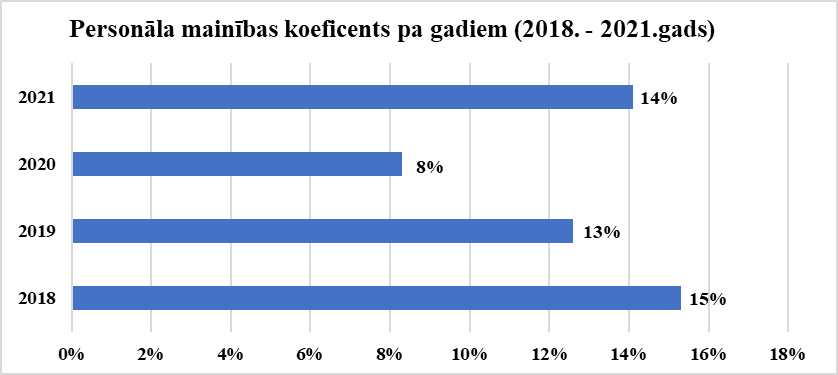 Personāla mainības koeficents pa gadiem (2018. - 2021.gads)
2021 14%
2020 8%
2019 13%
2018 15%
0% 2% 4% 6% 8% 10% 12% 14% 16% 18%